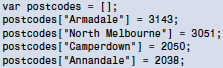 var postcodes = [];
postcodes["Armadale"] = 3143;
postcodes["North Melbourne"] = 3051;
postcodes["Camperdown"] = 2050;
postcodes["Annandale"] = 2038;